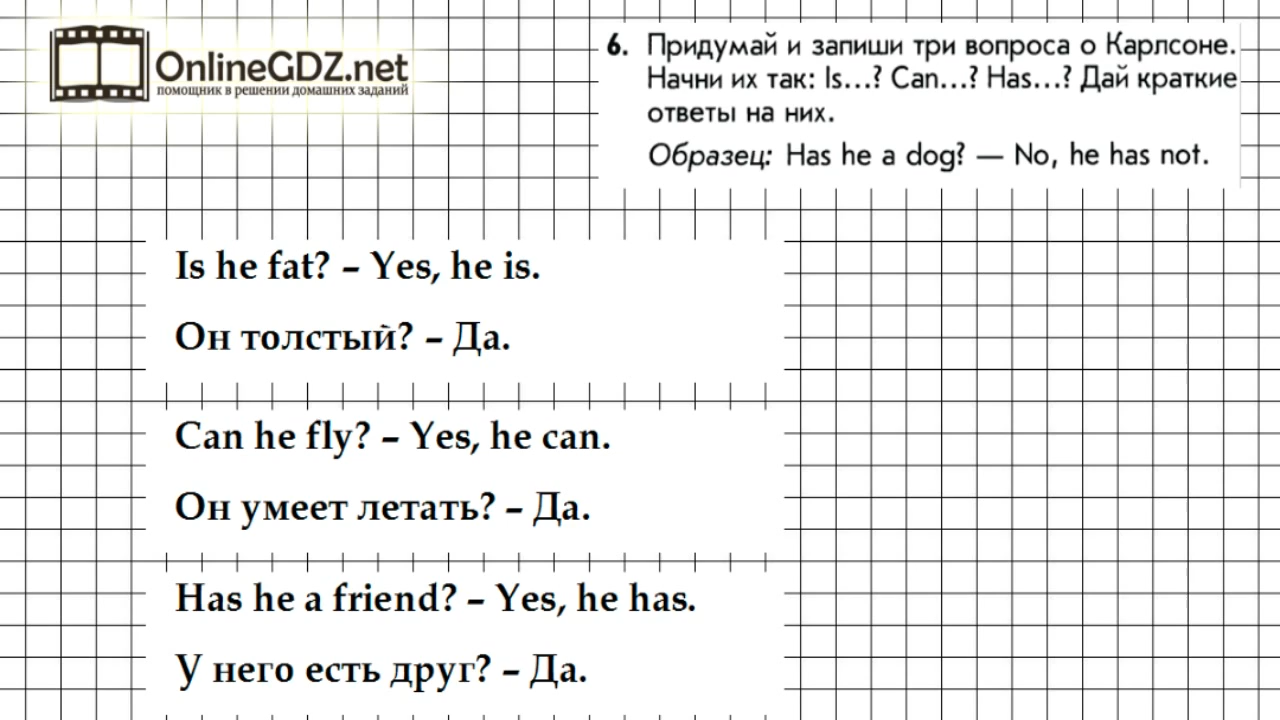 OnlineGDZ.net
помощник в решении домашних заданий
6. Придумай и запиши три вопроса о Карлсоне.
Начни их так: Is...? Can...? Has...? Дай краткие
ответы на них.
Образец: Has he a dog? — No, he has not.
Is he fat? – Yes, he is.
Он толстый? – Да.
Can he fly? – Yes, he can.
Он умеет летать? – Да.
Has he a friend? – Yes, he has.
У него есть друг? – Да.